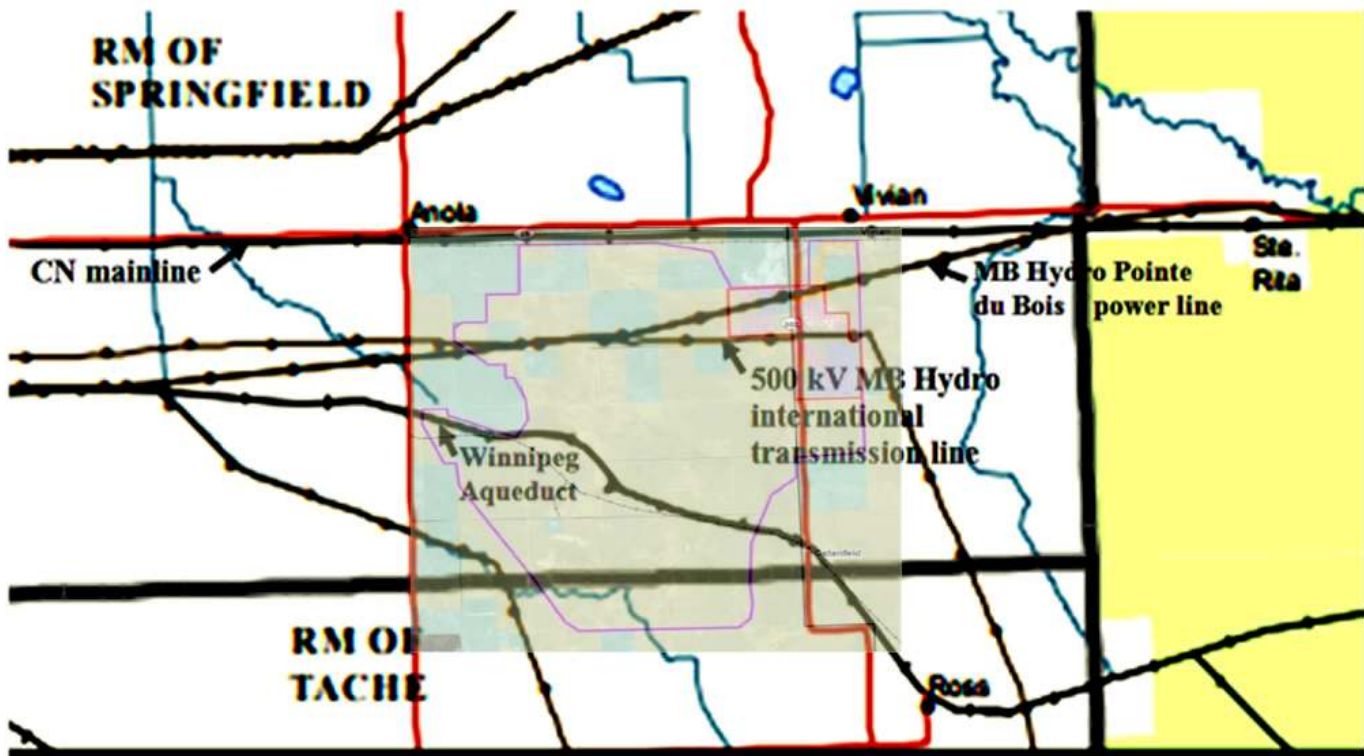 RM OF
SPRINGFIELD
Anola
Vivian
CN mainline
Ste.
Rita
MB Hydro Pointe
du Bois power line
500 kV MB Hydro
international
transmission line
Winnipeg
Aqueduct
RM OF
TACHE
Ross